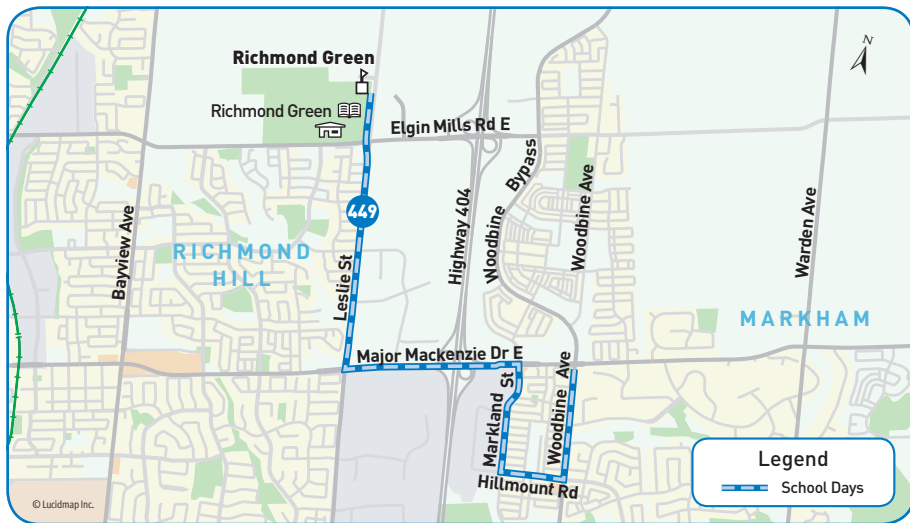 Richmond Green
N
Richmond Green
Elgin Mills Rd E
Bypass
Woodbine
Woodbine Ave
Highway 404
Warden Ave
Bayview Ave
449
RICHMOND
HILL
Leslie St
MARKHAM
Major Mackenzie Dr E
Markland St
Woodbine Ave
Hillmount Rd
Legend
School Days
© Lucidmap Inc.